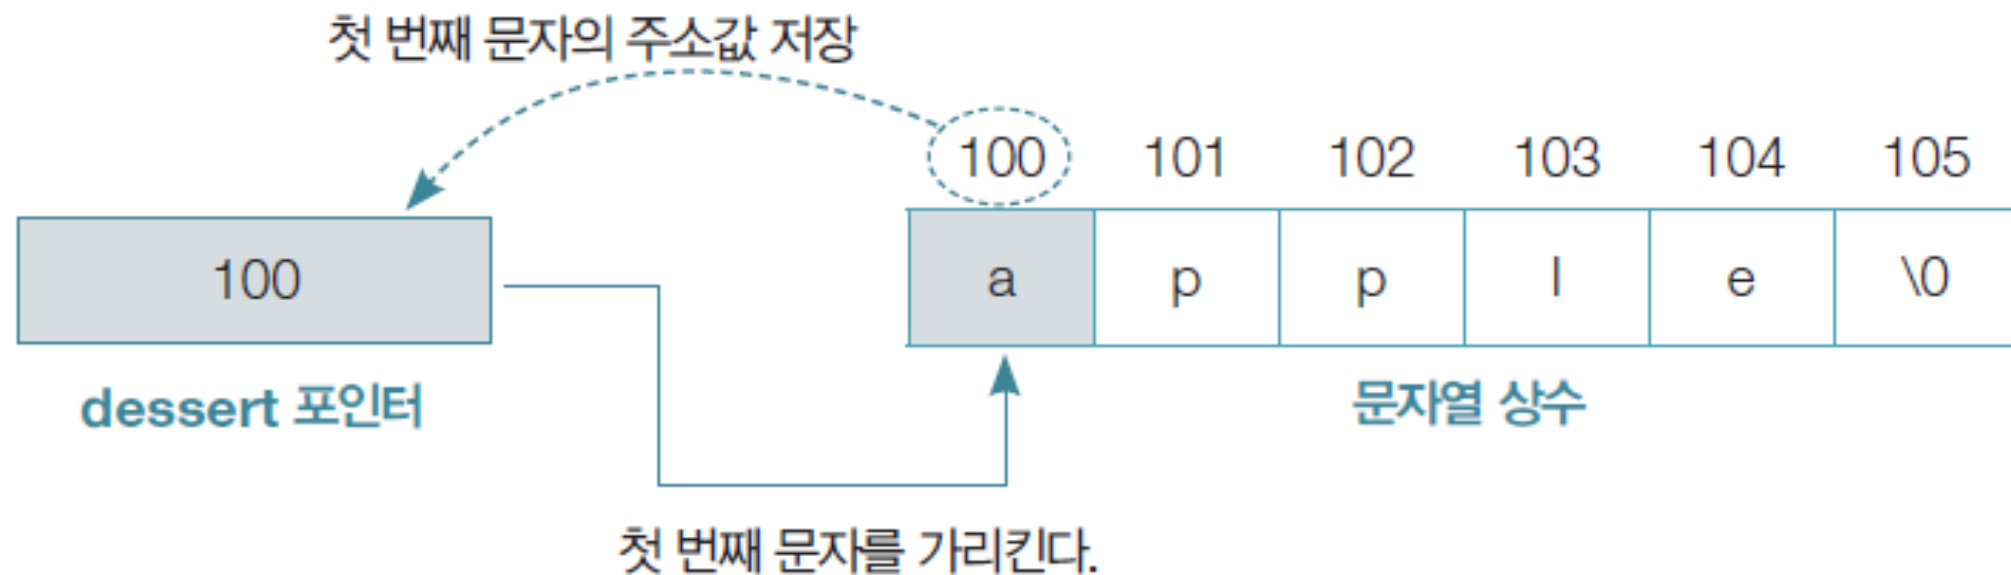 첫 번째 문자의 주소값 저장
100 101 102 103 104 105
100 a p p l e \0
dessert 포인터 문자열 상수
첫 번째 문자를 가리킨다.